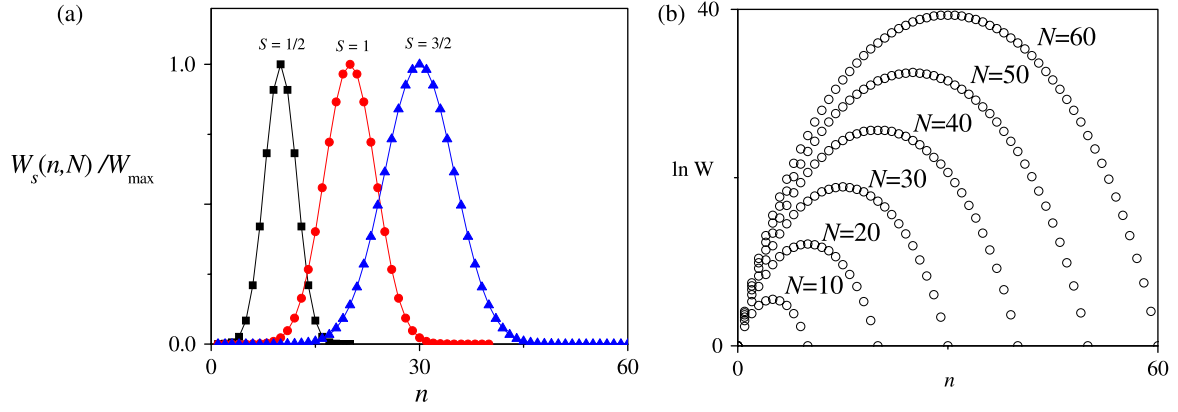 (a)
S = 1/2
S = 1
S = 3/2
1.0
W_s(n,N) /W_max
0.0
0
30
60
n
(b)
40
N=60
N=50
N=40
ln W
N=30
N=20
N=10
0
0
n
60